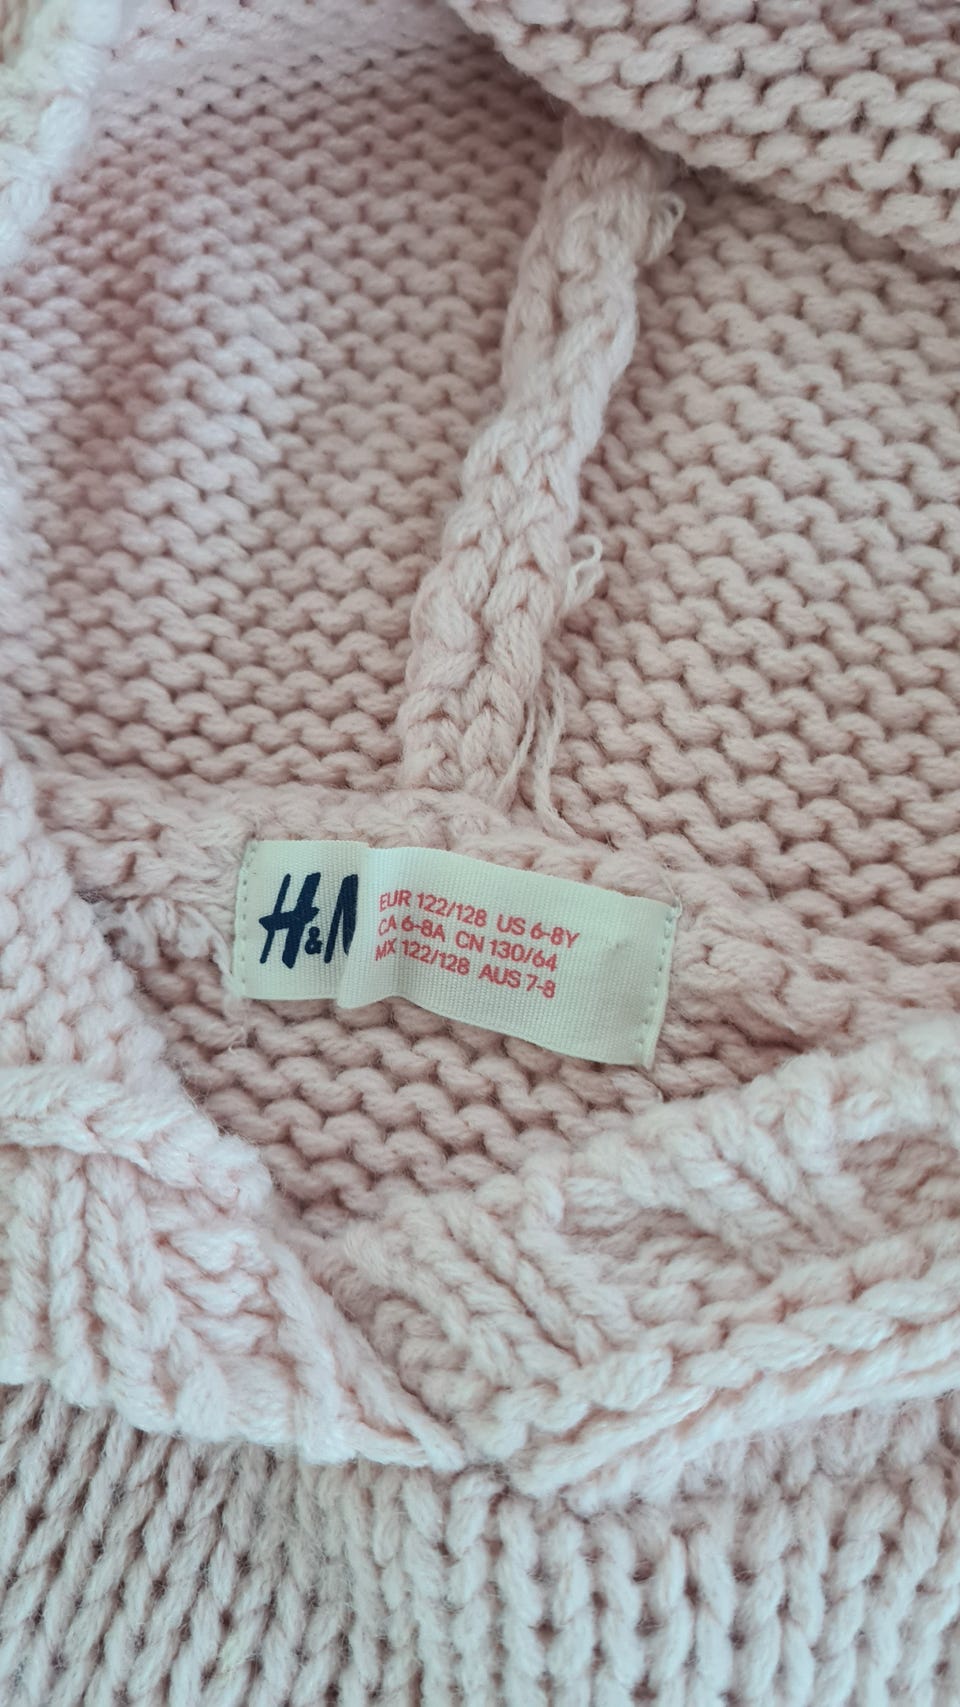 H&M
EUR 122/128 US 6-8Y
CA 6-8A CN 130/64
MX 122/128 AUS 7-8